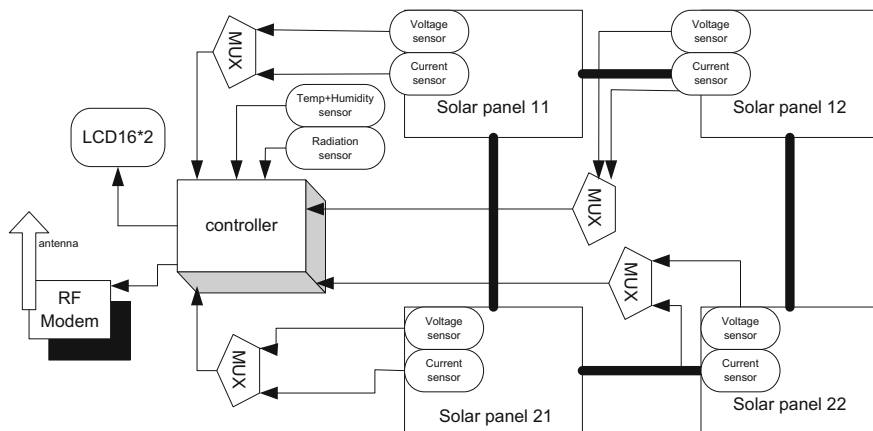 MUX
Voltage
sensor
Current
sensor
Solar panel 11
Voltage
sensor
Current
sensor
Solar panel 12
Temp+Humidity
sensor
Radiation
sensor
LCD16*2
controller
MUX
antenna
RF
Modem
MUX
MUX
Voltage
sensor
Current
sensor
Solar panel 21
Voltage
sensor
Current
sensor
Solar panel 22